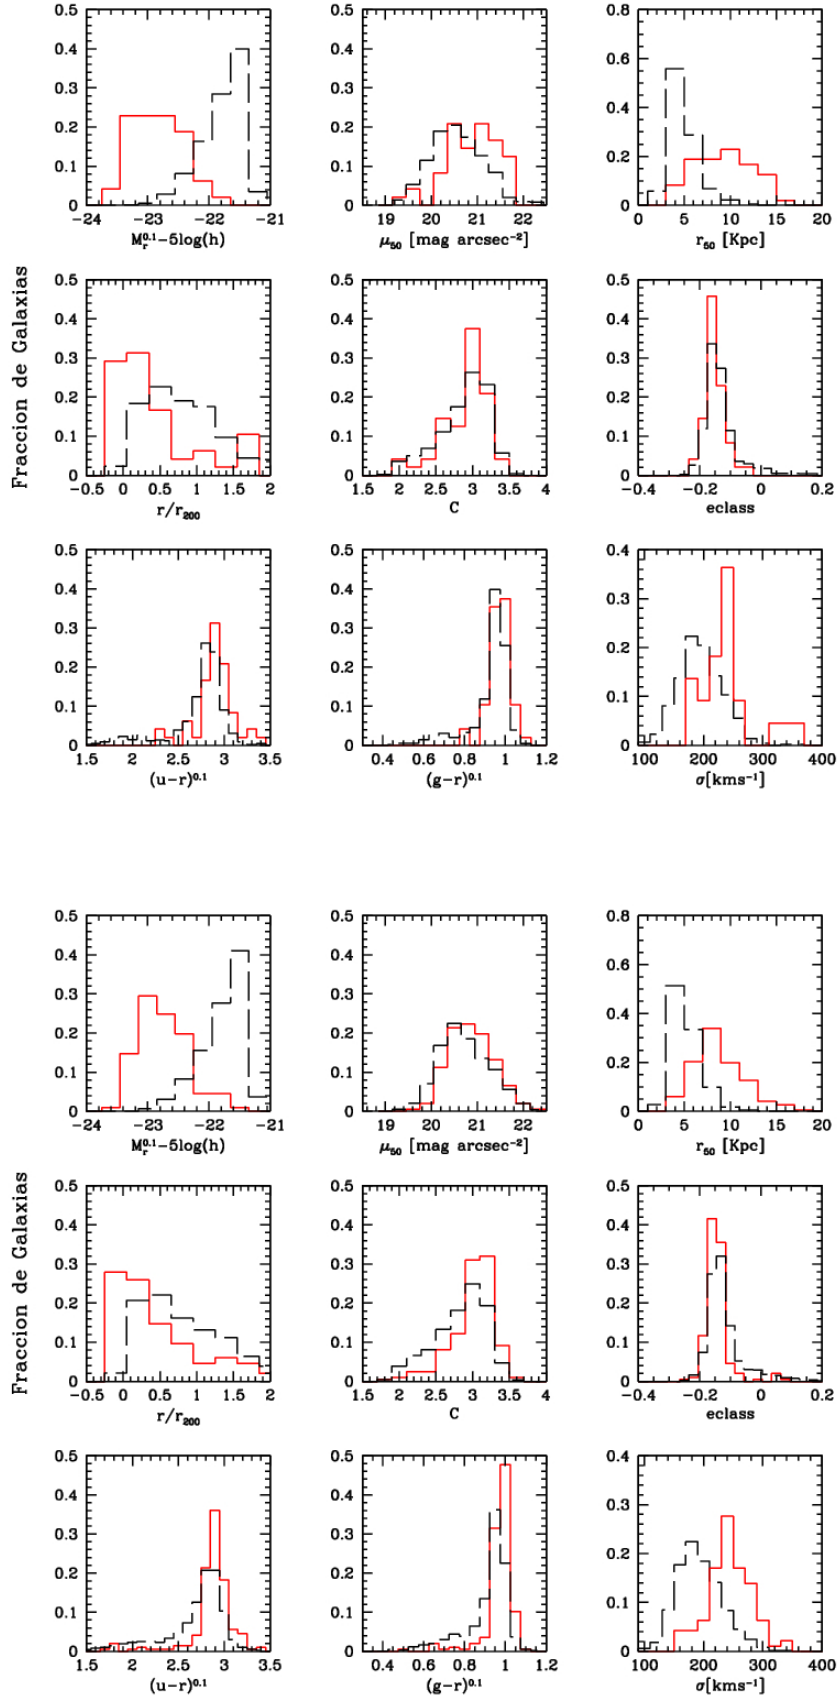 0.5 0.5 0.8
0.4 0.4 0.6
0.3 0.3 0.4
0.2 0.2 0.2
0.1 0.1
0 0 0
−24 −23 −22 −21 19 20 21 22 0 5 10 15 20
M_r^0.1−5log(h) μ_50 [mag arcsec^−2] r_50 [Kpc]
Fraccion de Galaxias
0.5 0.5 0.5
0.4 0.4 0.4
0.3 0.3 0.3
0.2 0.2 0.2
0.1 0.1 0.1
0 0 0
−0.5 0 0.5 1 1.5 2 1.5 2 2.5 3 3.5 4 −0.4 −0.2 0 0.2
r/r_200 C eclass
0.5 0.5 0.4
0.4 0.4 0.3
0.3 0.3 0.2
0.2 0.2 0.1
0.1 0.1
0 0 0
1.5 2 2.5 3 3.5 0.4 0.6 0.8 1 1.2 100 200 300 400
(u−r)^0.1 (g−r)^0.1 σ[kms^−1]
0.5 0.5 0.8
0.4 0.4 0.6
0.3 0.3 0.4
0.2 0.2 0.2
0.1 0.1
0 0 0
−24 −23 −22 −21 19 20 21 22 0 5 10 15 20
M_r^0.1−5log(h) μ_50 [mag arcsec^−2] r_50 [Kpc]
Fraccion de Galaxias
0.5 0.5 0.5
0.4 0.4 0.4
0.3 0.3 0.3
0.2 0.2 0.2
0.1 0.1 0.1
0 0 0
−0.5 0 0.5 1 1.5 2 1.5 2 2.5 3 3.5 4 −0.4 −0.2 0 0.2
r/r_200 C eclass
0.5 0.5 0.4
0.4 0.4 0.3
0.3 0.3 0.2
0.2 0.2 0.1
0.1 0.1
0 0 0
1.5 2 2.5 3 3.5 0.4 0.6 0.8 1 1.2 100 200 300 400
(u−r)^0.1 (g−r)^0.1 σ[kms^−1]